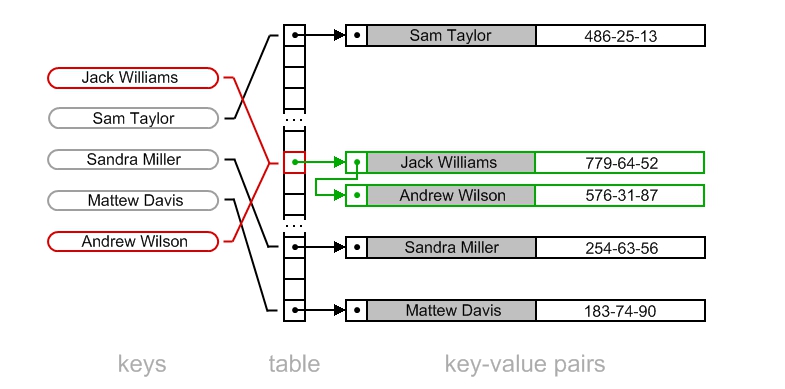 Sam Taylor 486-25-13
Jack Williams
Sam Taylor
...
Sandra Miller
Jack Williams 779-64-52
Mattew Davis
Andrew Wilson 576-31-87
...
Andrew Wilson
Sandra Miller 254-63-56
Mattew Davis 183-74-90
keys table key-value pairs